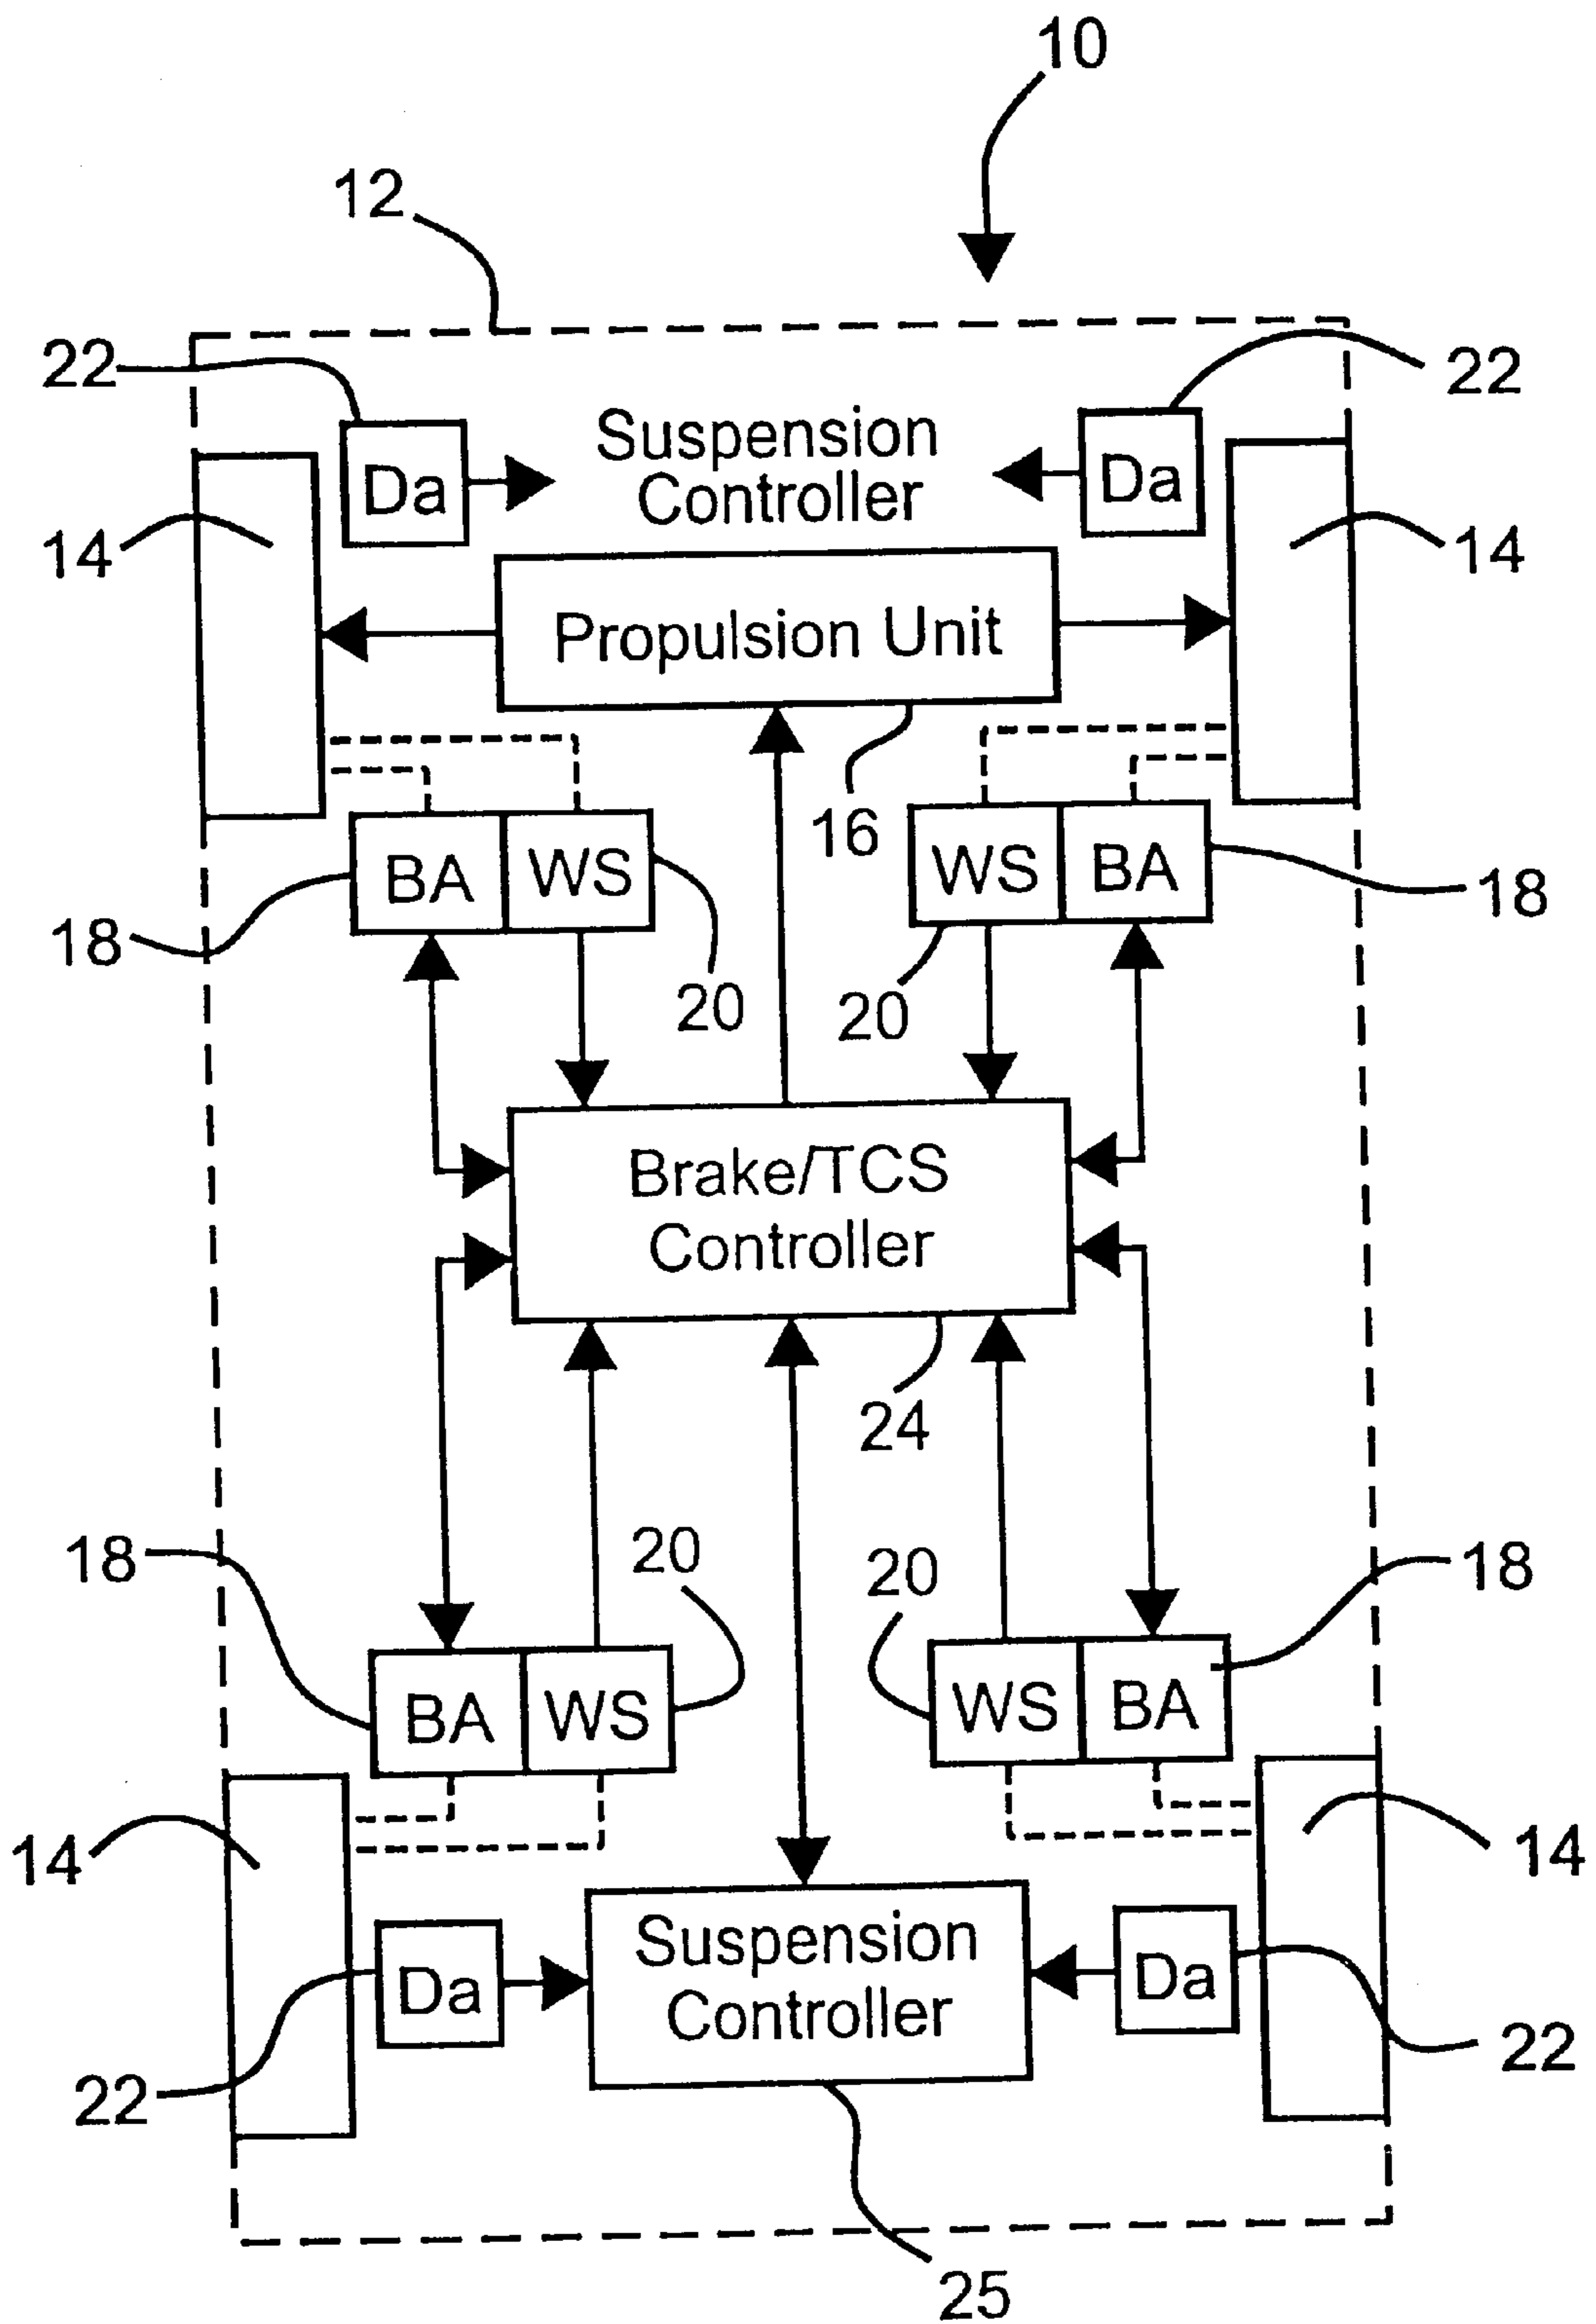 10
12
22
22
Suspension
Controller
Da
Da
14
14
Propulsion Unit
16
BA
WS
WS
BA
18
18
20
20
Brake/TCS
Controller
24
18
20
20
18
BA
WS
WS
BA
14
14
Suspension
Controller
Da
Da
22
22
25